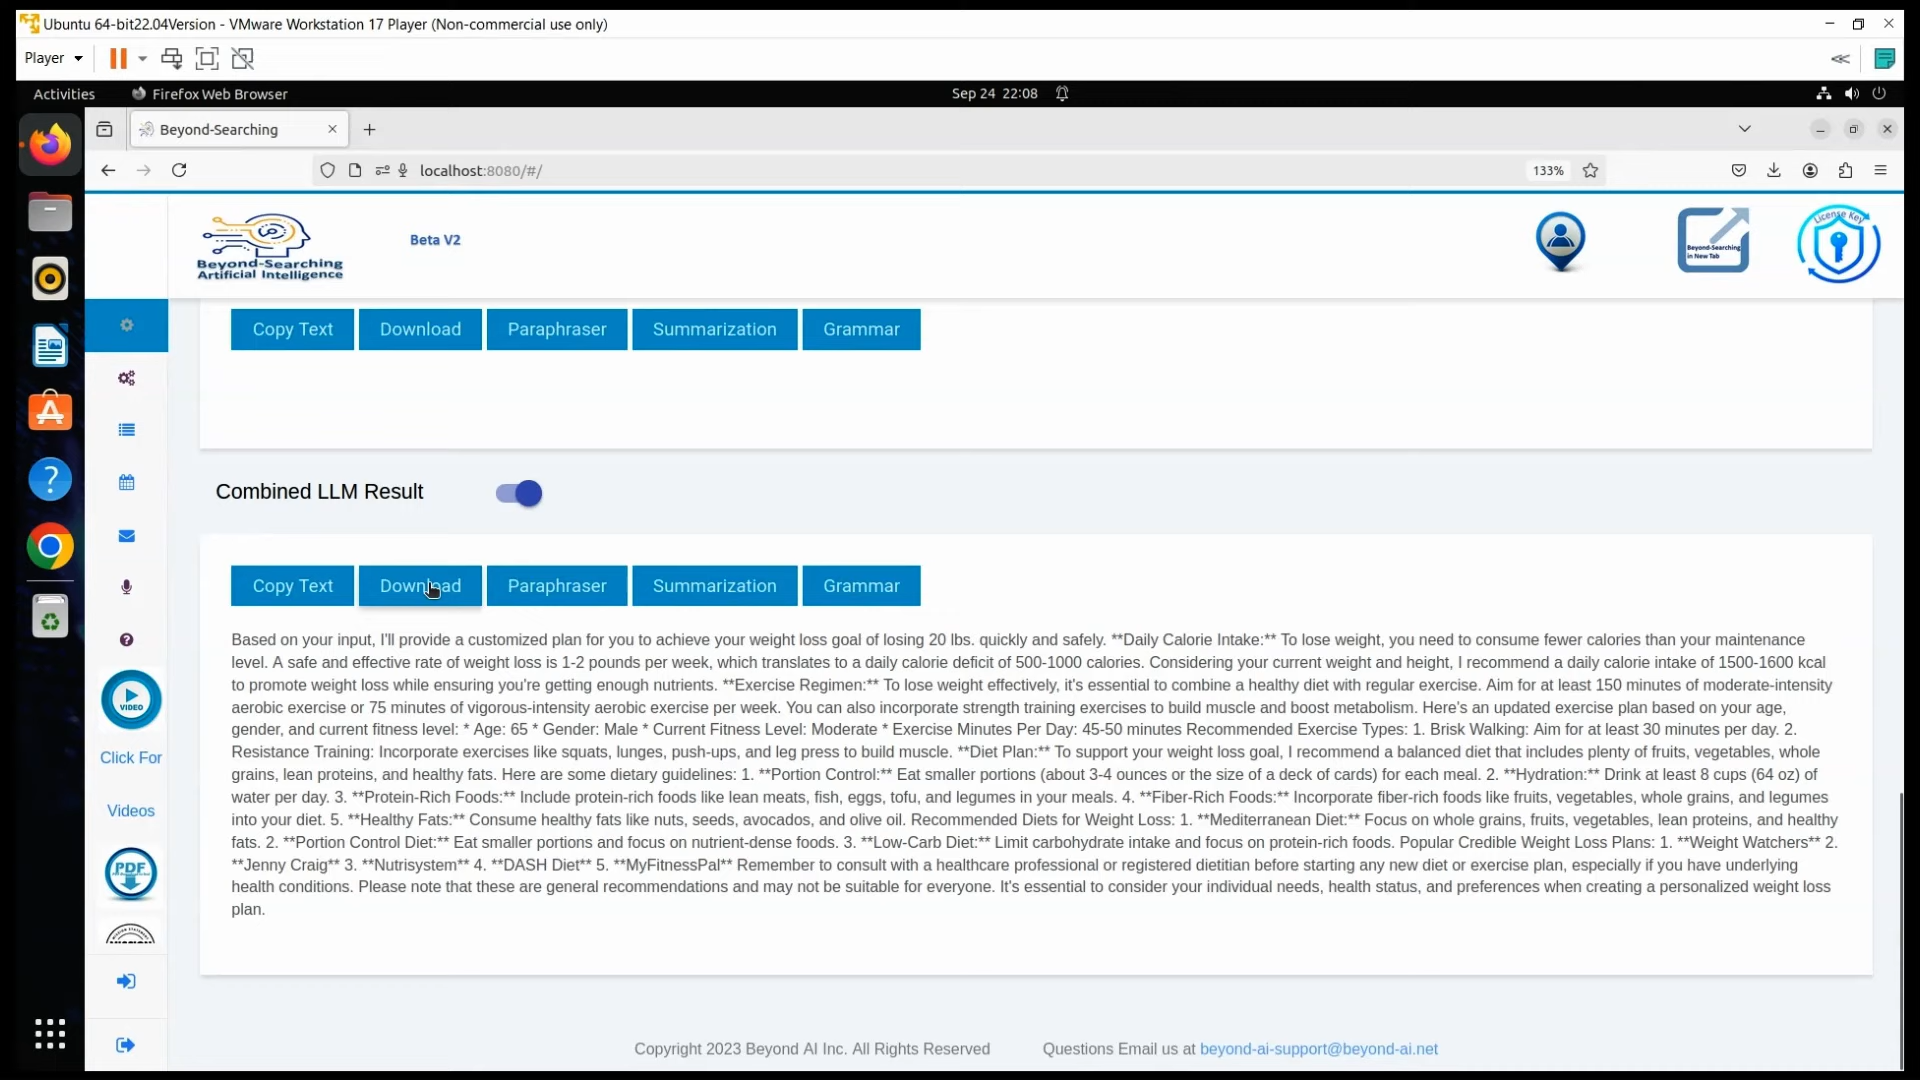 Ubuntu 64-bit22.04Version - VMware Workstation 17 Player (Non-commercial use only)
Player
Activities
Firefox Web Browser
Sep 24 22:08
Beyond-Searching
localhost:8080/#/
133%
Beyond-Searching
Artificial Intelligence
Beta V2
Beyond-Searching
in New Tab
License Key
Copy Text
Download
Paraphraser
Summarization
Grammar
Combined LLM Result
Copy Text
Download
Paraphraser
Summarization
Grammar
Based on your input, I'll provide a customized plan for you to achieve your weight loss goal of losing 20 lbs. quickly and safely. **Daily Calorie Intake:** To lose weight, you need to consume fewer calories than your maintenance
level. A safe and effective rate of weight loss is 1-2 pounds per week, which translates to a daily calorie deficit of 500-1000 calories. Considering your current weight and height, I recommend a daily calorie intake of 1500-1600 kcal
to promote weight loss while ensuring you're getting enough nutrients. **Exercise Regimen:** To lose weight effectively, it's essential to combine a healthy diet with regular exercise. Aim for at least 150 minutes of moderate-intensity
aerobic exercise or 75 minutes of vigorous-intensity aerobic exercise per week. You can also incorporate strength training exercises to build muscle and boost metabolism. Here's an updated exercise plan based on your age,
gender, and current fitness level: * Age: 65 * Gender: Male * Current Fitness Level: Moderate * Exercise Minutes Per Day: 45-50 minutes Recommended Exercise Types: 1. Brisk Walking: Aim for at least 30 minutes per day. 2.
Resistance Training: Incorporate exercises like squats, lunges, push-ups, and leg press to build muscle. **Diet Plan:** To support your weight loss goal, I recommend a balanced diet that includes plenty of fruits, vegetables, whole
grains, lean proteins, and healthy fats. Here are some dietary guidelines: 1. **Portion Control:** Eat smaller portions (about 3-4 ounces or the size of a deck of cards) for each meal. 2. **Hydration:** Drink at least 8 cups (64 oz) of
water per day. 3. **Protein-Rich Foods:** Include protein-rich foods like lean meats, fish, eggs, tofu, and legumes in your meals. 4. **Fiber-Rich Foods:** Incorporate fiber-rich foods like fruits, vegetables, whole grains, and legumes
into your diet. 5. **Healthy Fats:** Consume healthy fats like nuts, seeds, avocados, and olive oil. Recommended Diets for Weight Loss: 1. **Mediterranean Diet:** Focus on whole grains, fruits, vegetables, lean proteins, and healthy
fats. 2. **Portion Control Diet:** Eat smaller portions and focus on nutrient-dense foods. 3. **Low-Carb Diet:** Limit carbohydrate intake and focus on protein-rich foods. Popular Credible Weight Loss Plans: 1. **Weight Watchers** 2.
**Jenny Craig** 3. **Nutrisystem** 4. **DASH Diet** 5. **MyFitnessPal** Remember to consult with a healthcare professional or registered dietitian before starting any new diet or exercise plan, especially if you have underlying
health conditions. Please note that these are general recommendations and may not be suitable for everyone. It's essential to consider your individual needs, health status, and preferences when creating a personalized weight loss
plan.
VIDEO
Click For
Videos
PDF
Copyright 2023 Beyond AI Inc. All Rights Reserved
Questions Email us at beyond-ai-support@beyond-ai.net